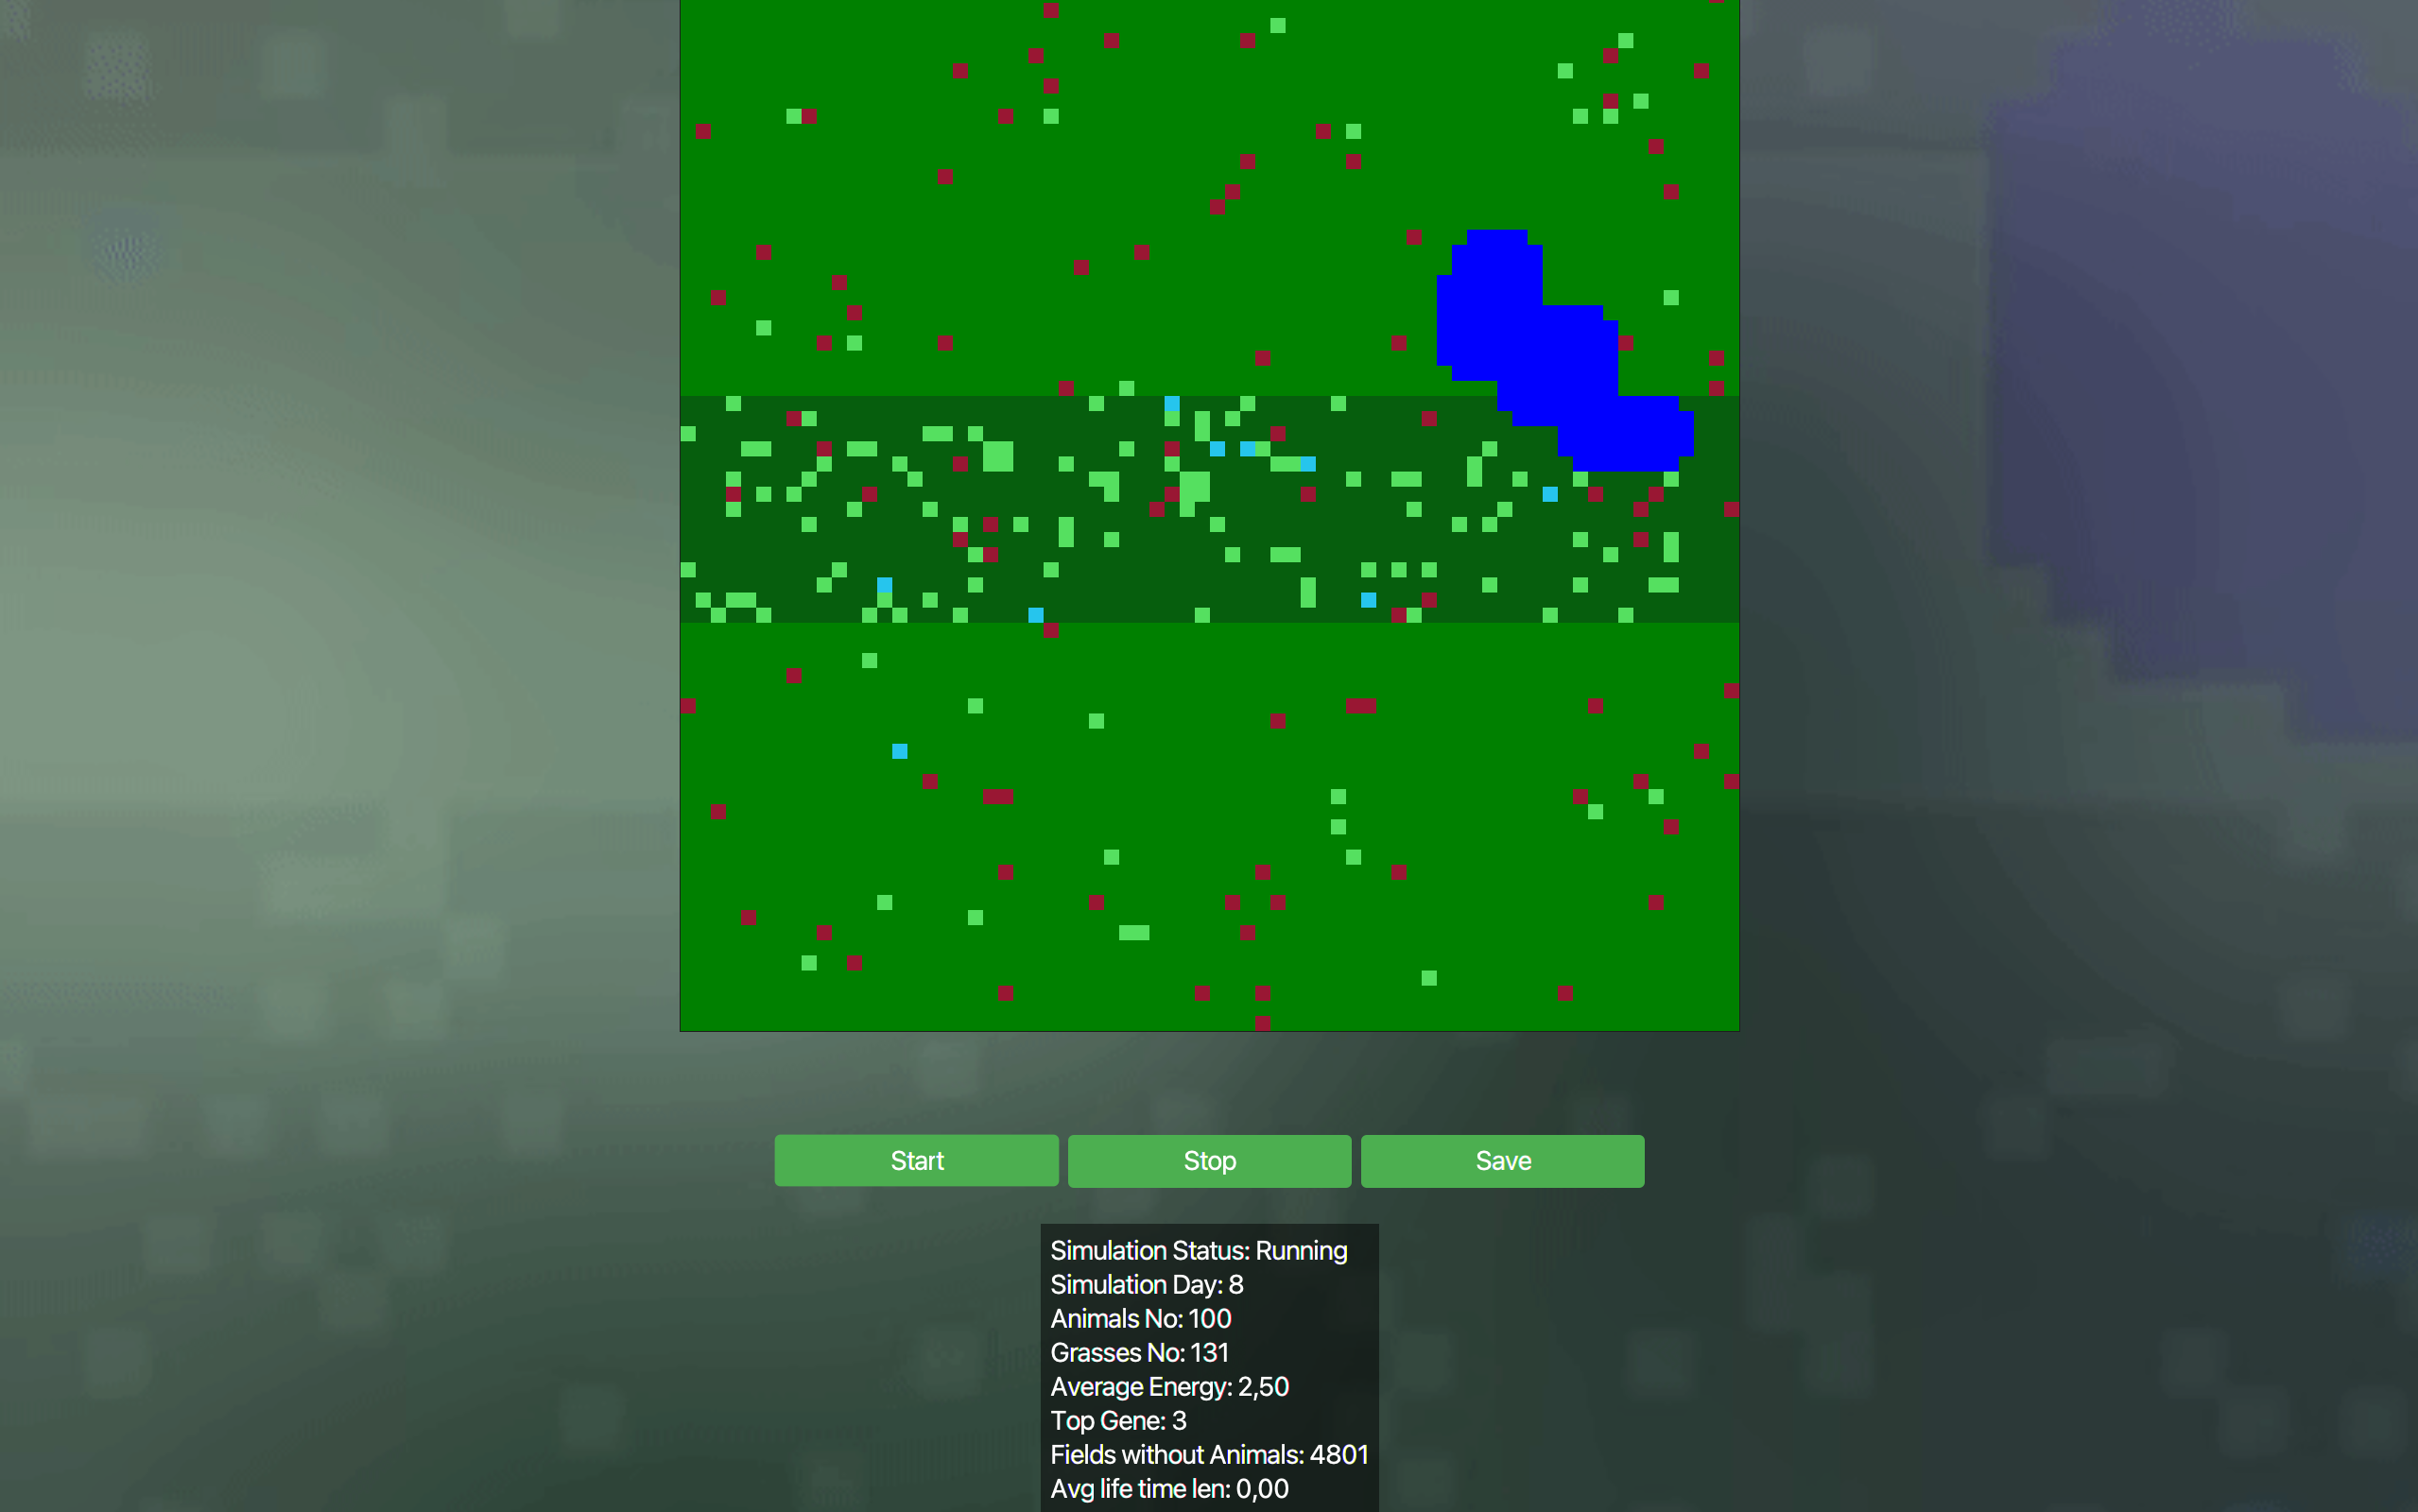 Start
Stop
Save
Simulation Status: Running
Simulation Day: 8
Animals No: 100
Grasses No: 131
Average Energy: 2,50
Top Gene: 3
Fields without Animals: 4801
Avg life time len: 0,00